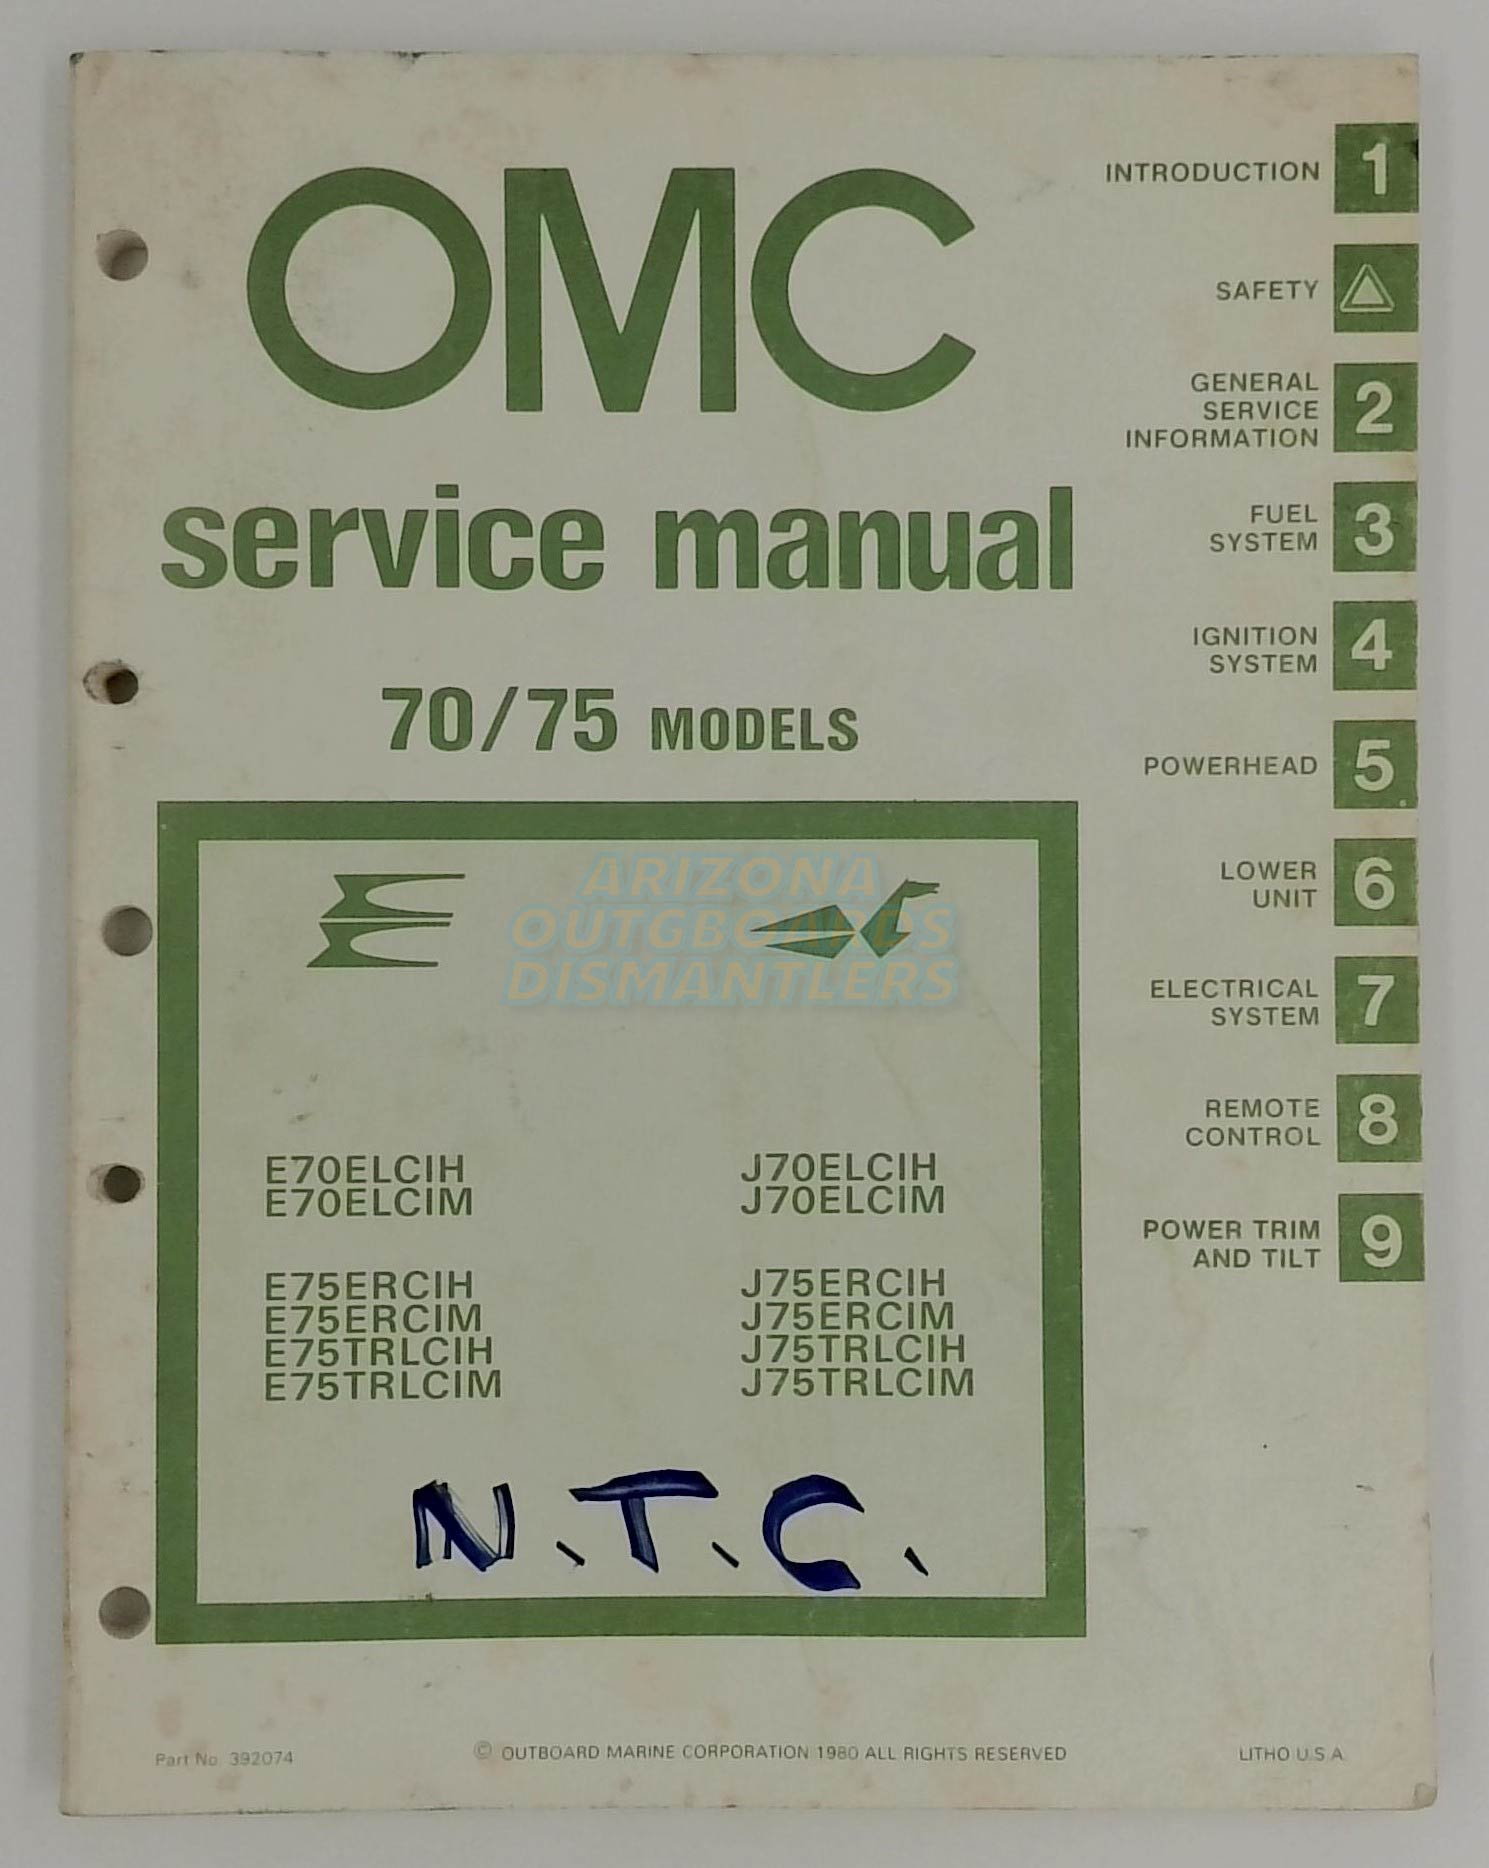 OMC
service manual
70/75 MODELS
ARIZONA
OUTGBOARDS
DISMANTLERS
E70ELCIH
E70ELCIM
E75ERCIH
E75ERCIM
E75TRLCIH
E75TRLCIM
J70ELCIH
J70ELCIM
J75ERCIH
J75ERCIM
J75TRLCIH
J75TRLCIM
N.T.C.
INTRODUCTION 1
SAFETY
GENERAL
SERVICE
INFORMATION 2
FUEL
SYSTEM 3
IGNITION
SYSTEM 4
POWERHEAD 5
LOWER
UNIT 6
ELECTRICAL
SYSTEM 7
REMOTE
CONTROL 8
POWER TRIM
AND TILT 9
Part No. 392074
© OUTBOARD MARINE CORPORATION 1980 ALL RIGHTS RESERVED
LITHO U.S.A.